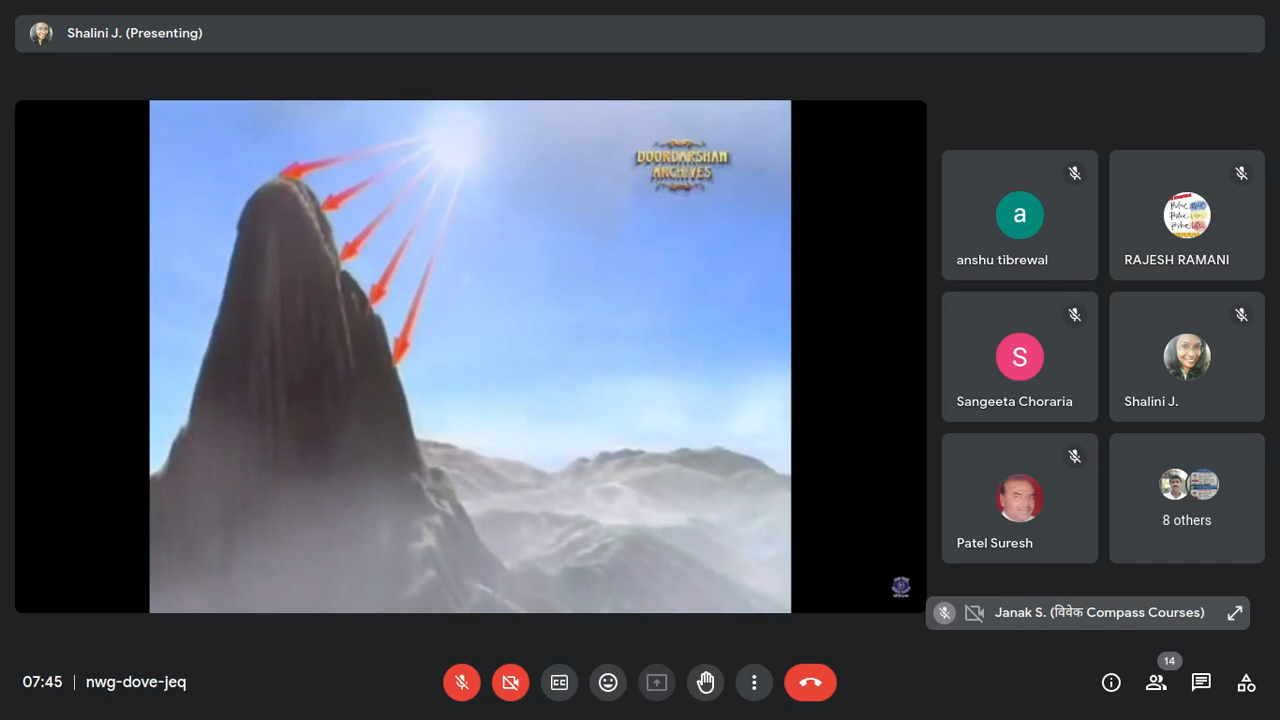 Shalini J. (Presenting)
DOORDARSHAN
ARCHIVES
a
anshu tibrewal
RAJESH RAMANI
S
Sangeeta Choraria
Shalini J.
Patel Suresh
8 others
Janak S. (विवेक Compass Courses)
07:45
nwg-dove-jeq
CC
14